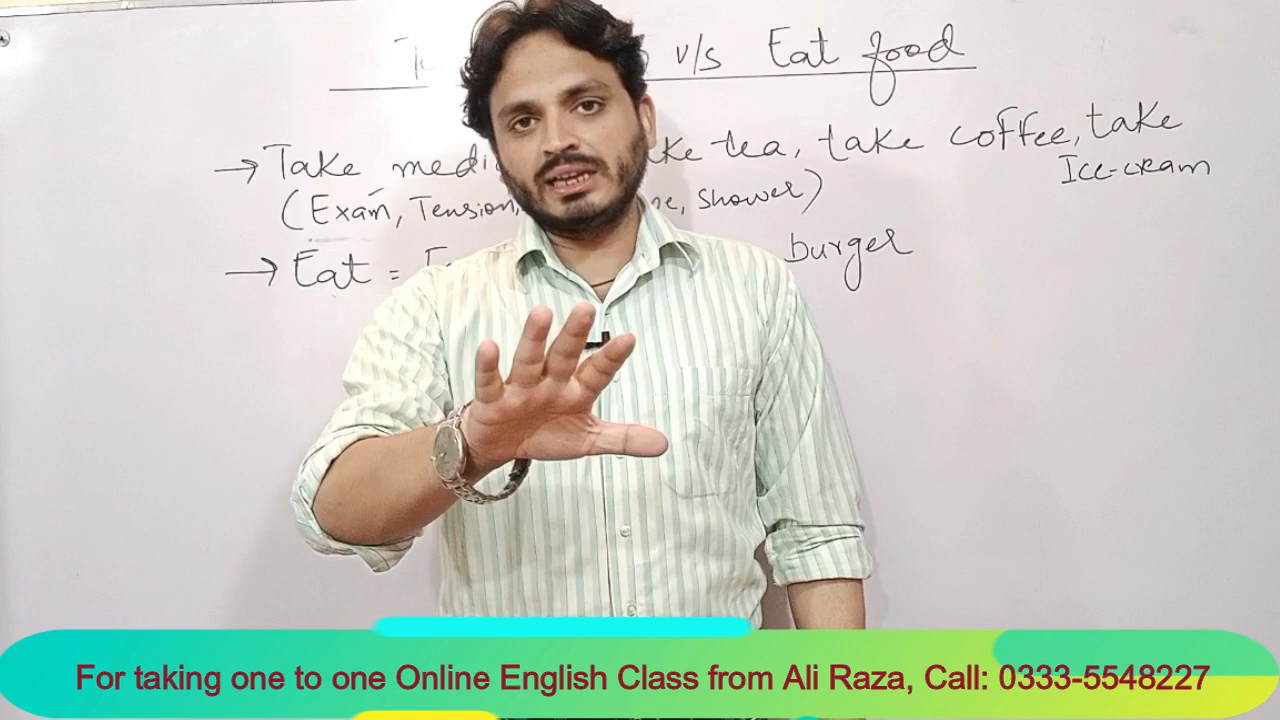 v/s Eat food
→ Take ke tea, take coffee, take
Ice-cream
(Exam, Tension, ne, Shower)
→ Eat = burger
For taking one to one Online English Class from Ali Raza, Call: 0333-5548227